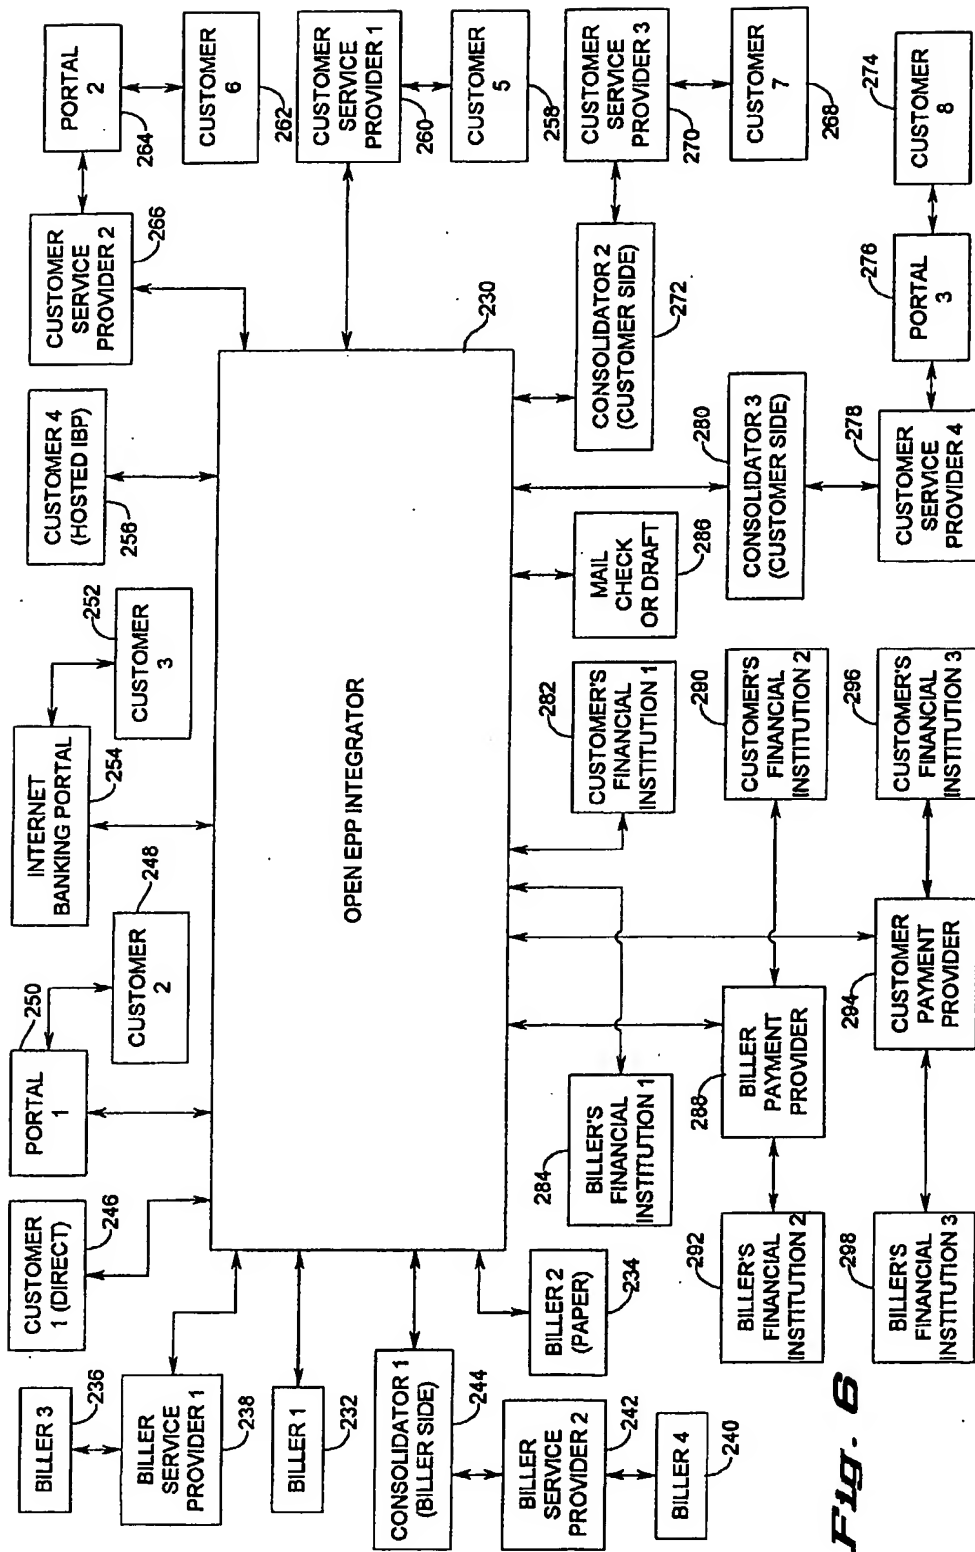 BILLER 3
236
BILLER
SERVICE
PROVIDER 1
238
BILLER 1
232
CONSOLIDATOR 1
(BILLER SIDE)
244
BILLER
SERVICE
PROVIDER 2
242
BILLER 4
240
BILLER 2
(PAPER)
234
CUSTOMER
1 (DIRECT)
246
PORTAL
1
250
CUSTOMER
2
248
INTERNET
BANKING PORTAL
254
CUSTOMER
3
252
CUSTOMER 4
(HOSTED IBP)
256
CUSTOMER
SERVICE
PROVIDER 2
266
PORTAL
2
264
CUSTOMER
6
262
CUSTOMER
SERVICE
PROVIDER 1
260
CUSTOMER
5
258
CUSTOMER
SERVICE
PROVIDER 3
270
CUSTOMER
7
268
OPEN EPP INTEGRATOR
230
CONSOLIDATOR 2
(CUSTOMER SIDE)
272
CONSOLIDATOR 3
(CUSTOMER SIDE)
280
CUSTOMER
SERVICE
PROVIDER 4
278
PORTAL
3
276
CUSTOMER
8
274
MAIL
CHECK
OR DRAFT
286
CUSTOMER'S
FINANCIAL
INSTITUTION 1
282
BILLER'S
FINANCIAL
INSTITUTION 1
284
BILLER'S
FINANCIAL
INSTITUTION 2
292
BILLER
PAYMENT
PROVIDER
288
CUSTOMER'S
FINANCIAL
INSTITUTION 2
290
BILLER'S
FINANCIAL
INSTITUTION 3
298
CUSTOMER
PAYMENT
PROVIDER
294
CUSTOMER'S
FINANCIAL
INSTITUTION 3
296
Fig. 6